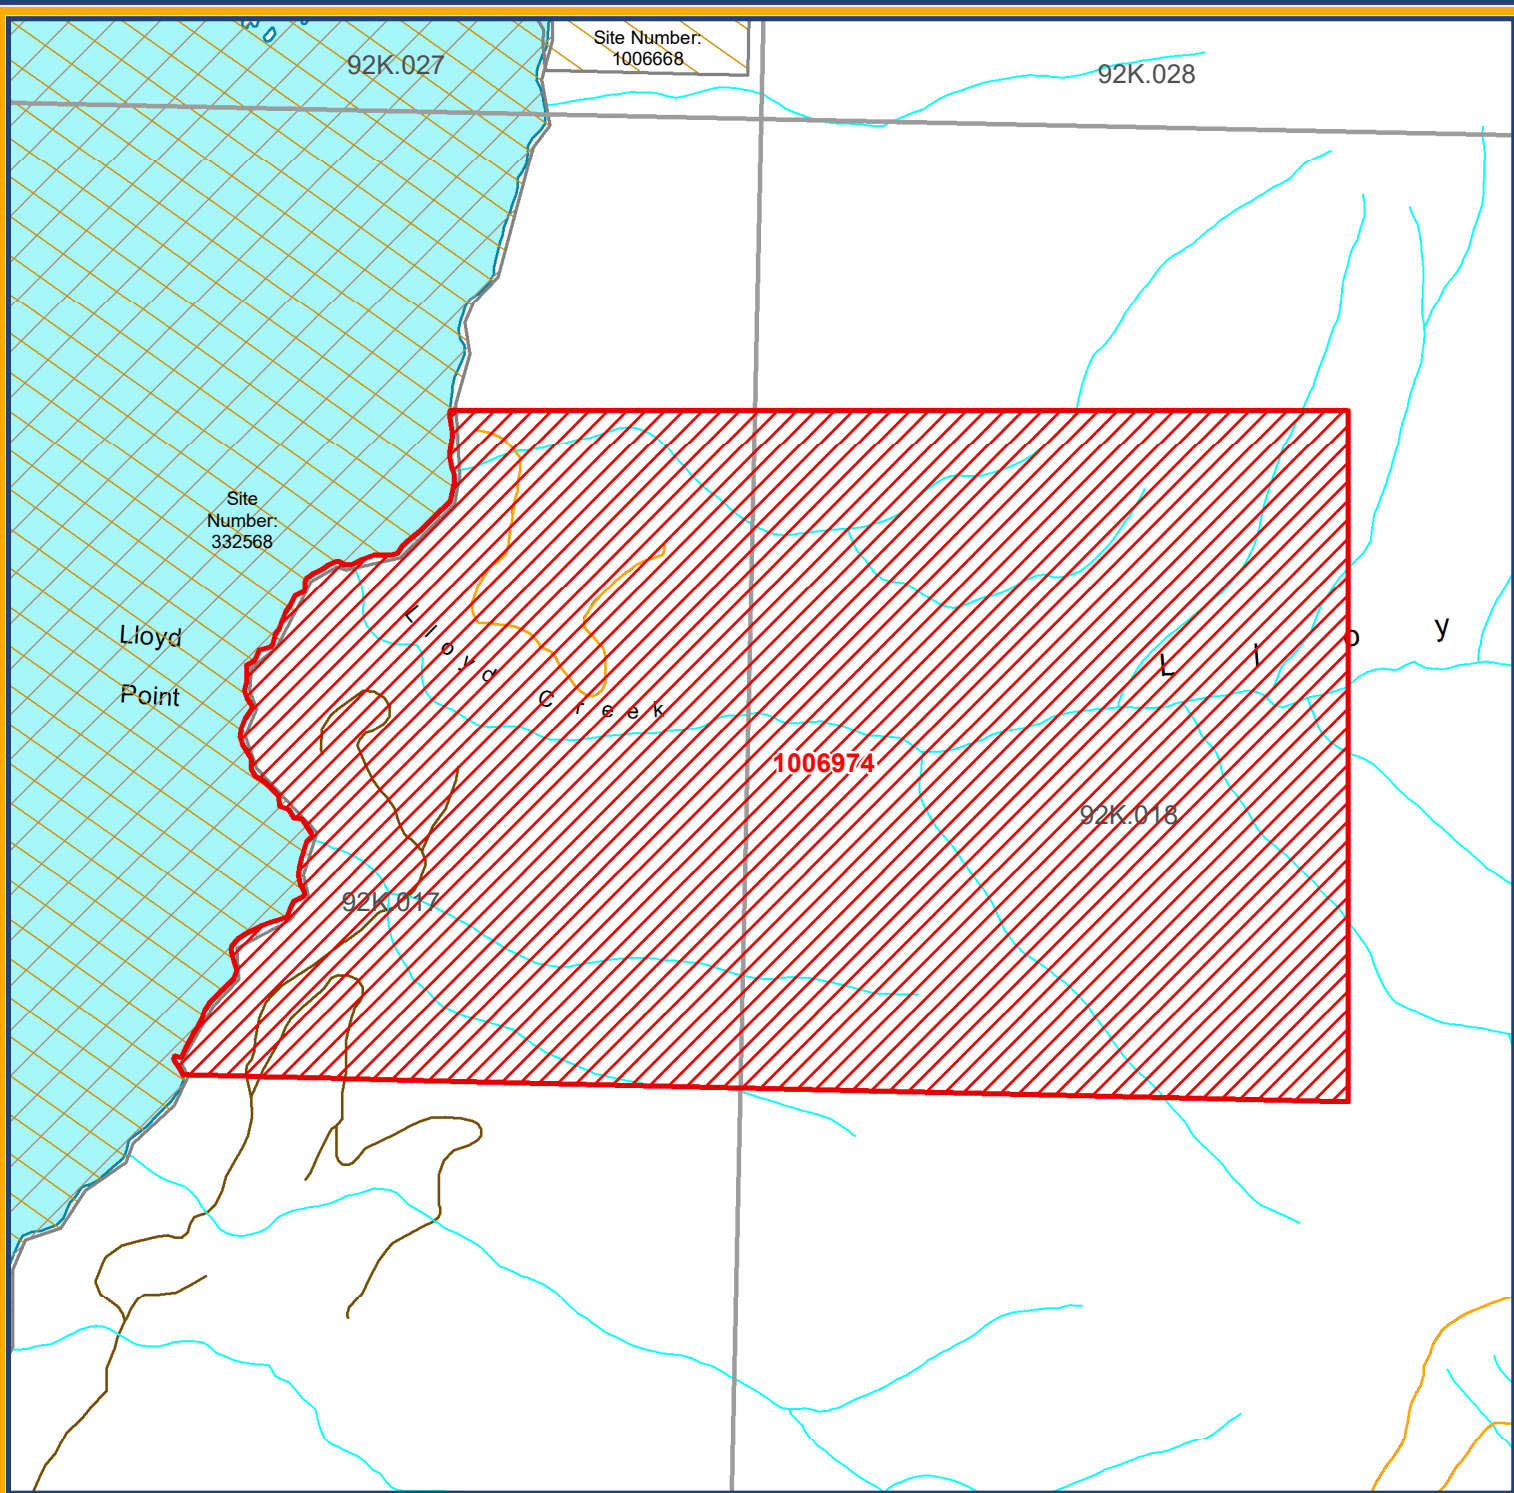 Site Number:
1006668
92K.027
92K.028
Site
Number:
332568
Lloyd
Point
Lloyd Creek
L l o y
1006974
92K.018
92K.017